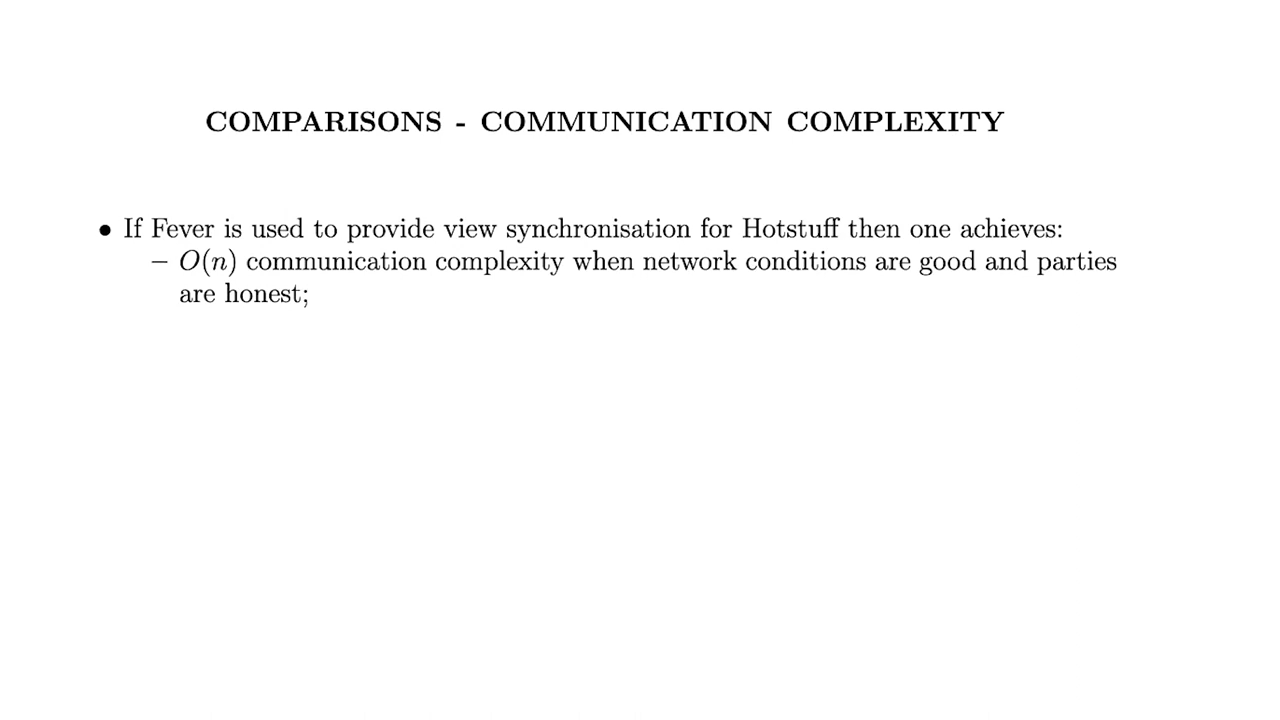 COMPARISONS - COMMUNICATION COMPLEXITY
• If Fever is used to provide view synchronisation for Hotstuff then one achieves:
– O(n) communication complexity when network conditions are good and parties
are honest;